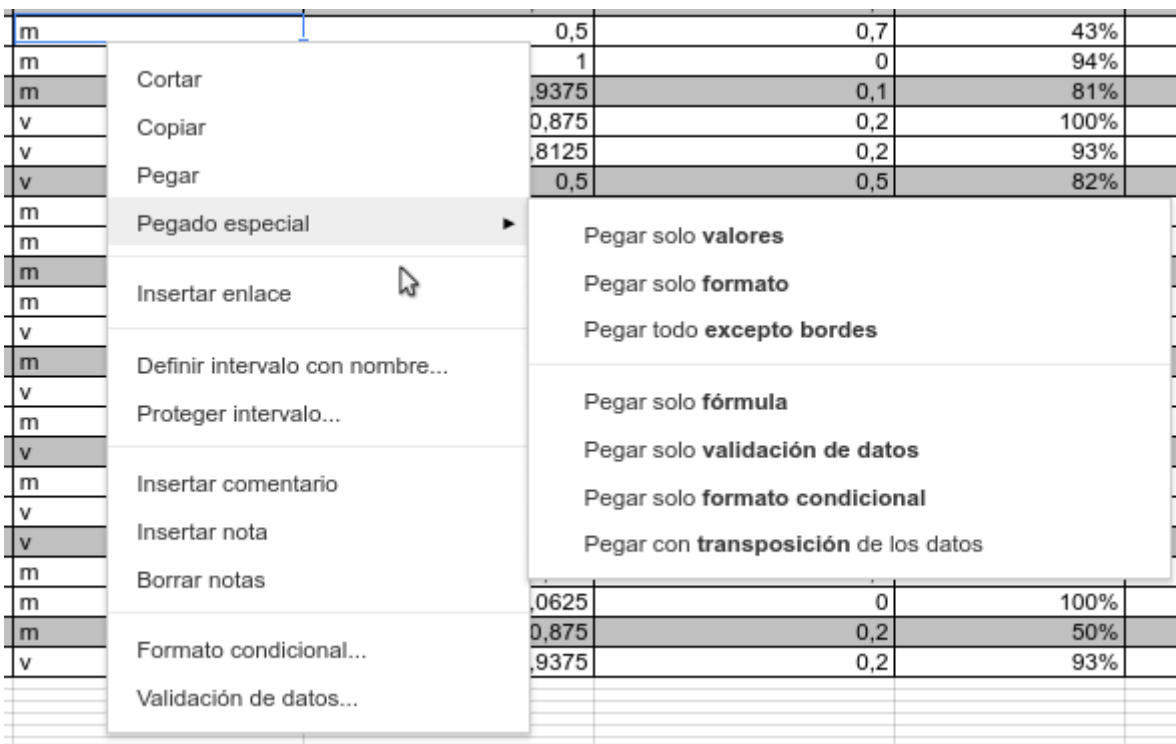 m 0,5 0,7 43%
m 1 0 94%
m ,9375 0,1 81%
v 0,875 0,2 100%
v ,8125 0,2 93%
v 0,5 0,5 82%
m
m
m
m
v
m
v
m
v
m
v
v
m
m ,0625 0 100%
m 0,875 0,2 50%
v ,9375 0,2 93%
Cortar
Copiar
Pegar
Pegado especial
Insertar enlace
Definir intervalo con nombre...
Proteger intervalo...
Insertar comentario
Insertar nota
Borrar notas
Formato condicional...
Validación de datos...
Pegar solo valores
Pegar solo formato
Pegar todo excepto bordes
Pegar solo fórmula
Pegar solo validación de datos
Pegar solo formato condicional
Pegar con transposición de los datos